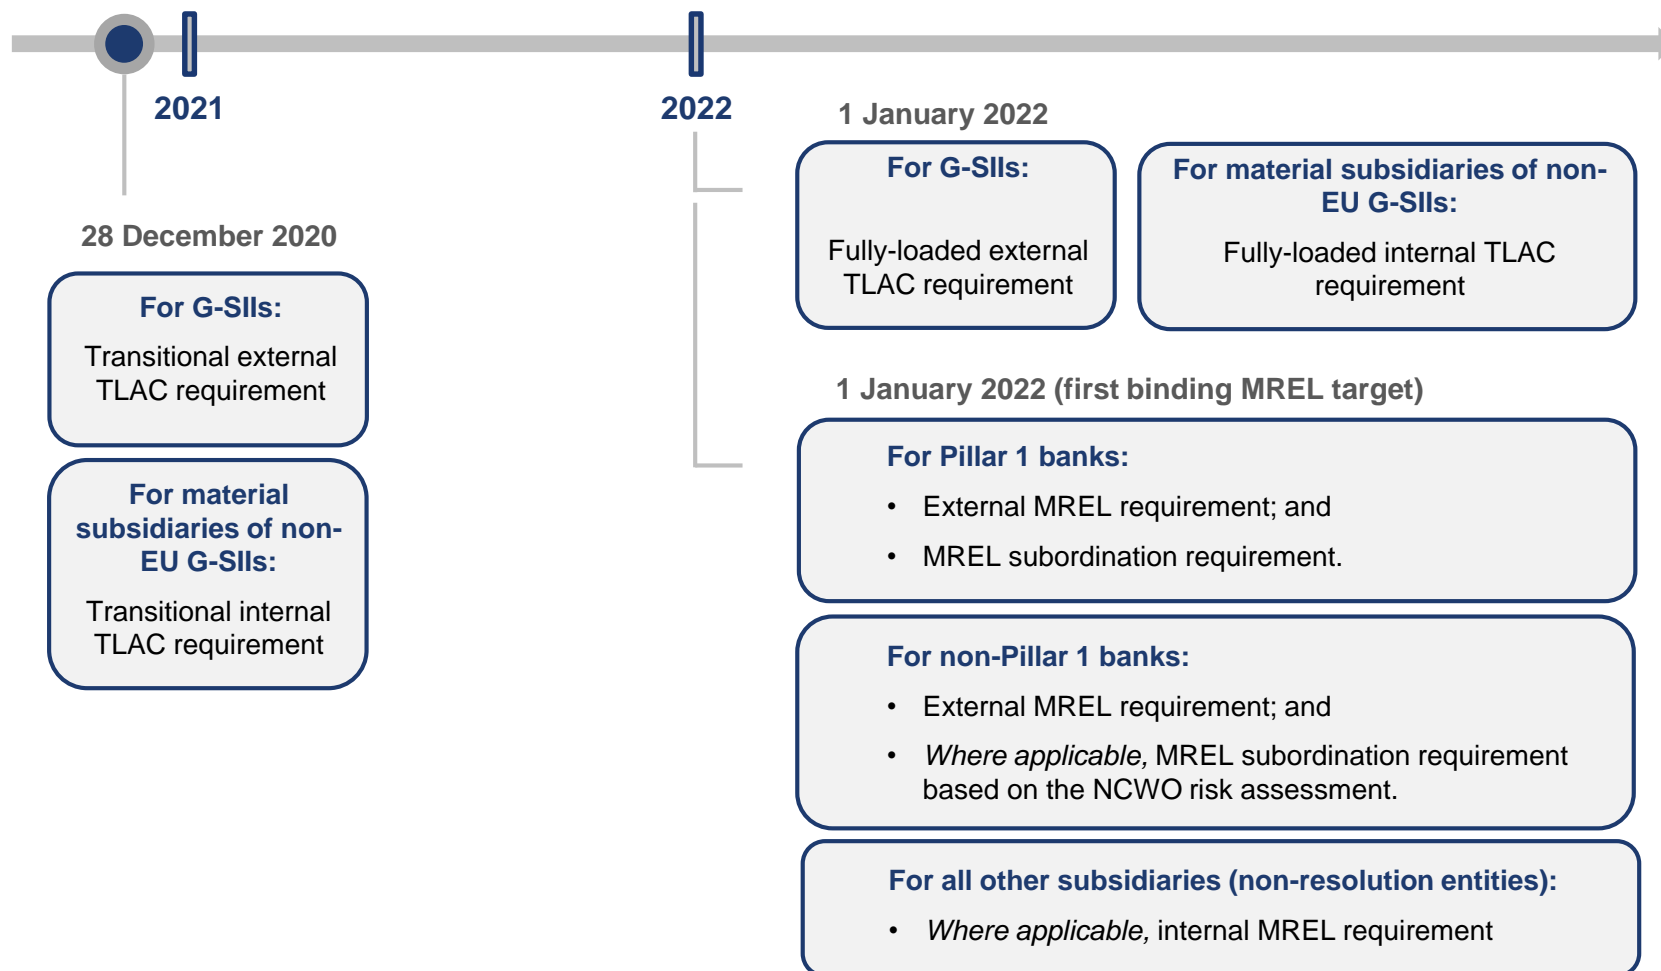 2021
2022
28 December 2020
For G-SIIs:
Transitional external
TLAC requirement
For material
subsidiaries of non-
EU G-SIIs:
Transitional internal
TLAC requirement
1 January 2022
For G-SIIs:
Fully-loaded external
TLAC requirement
For material subsidiaries of non-
EU G-SIIs:
Fully-loaded internal TLAC
requirement
1 January 2022 (first binding MREL target)
For Pillar 1 banks:
• External MREL requirement; and
• MREL subordination requirement.
For non-Pillar 1 banks:
• External MREL requirement; and
• Where applicable, MREL subordination requirement
based on the NCWO risk assessment.
For all other subsidiaries (non-resolution entities):
• Where applicable, internal MREL requirement